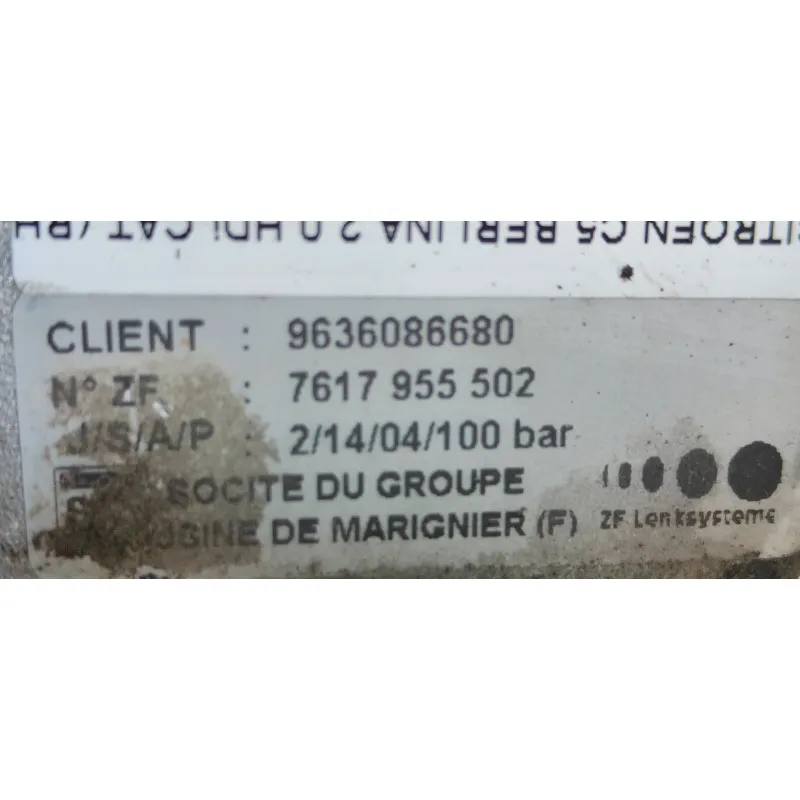 CITROEN C5 BERLINA 2.0 HDi CAT (RH
CLIENT : 9636086680
N° ZF : 7617 955 502
J/S/A/P : 2/14/04/100 bar
SOCITE DU GROUPE
USINE DE MARIGNIER (F)
ZF Lenksysteme